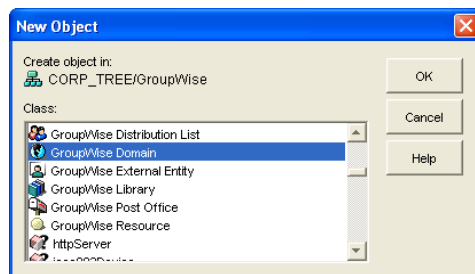 New Object
Create object in:
CORP_TREE/GroupWise
Class:
GroupWise Distribution List
GroupWise Domain
GroupWise External Entity
GroupWise Library
GroupWise Post Office
GroupWise Resource
httpServer
OK
Cancel
Help